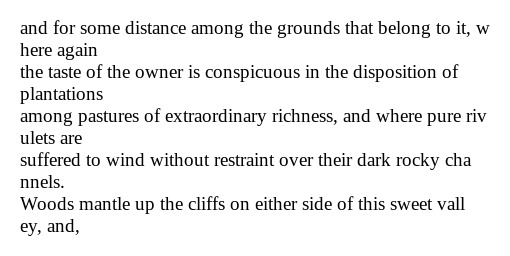 and for some distance among the grounds that belong to it, w
here again
the taste of the owner is conspicuous in the disposition of
plantations
among pastures of extraordinary richness, and where pure riv
ulets are
suffered to wind without restraint over their dark rocky cha
nnels.
Woods mantle up the cliffs on either side of this sweet vall
ey, and,